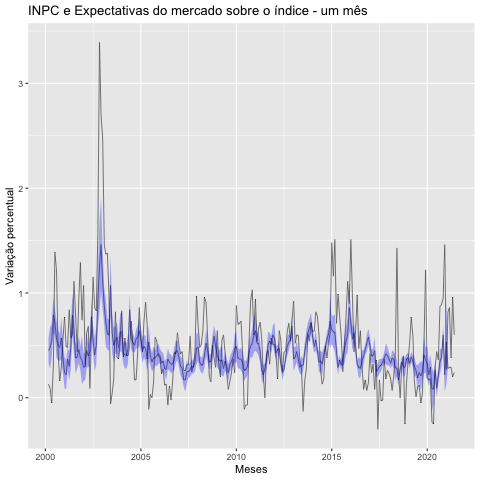 INPC e Expectativas do mercado sobre o índice - um mês
Variação percentual
3
2
1
0
2000 2005 2010 2015 2020
Meses